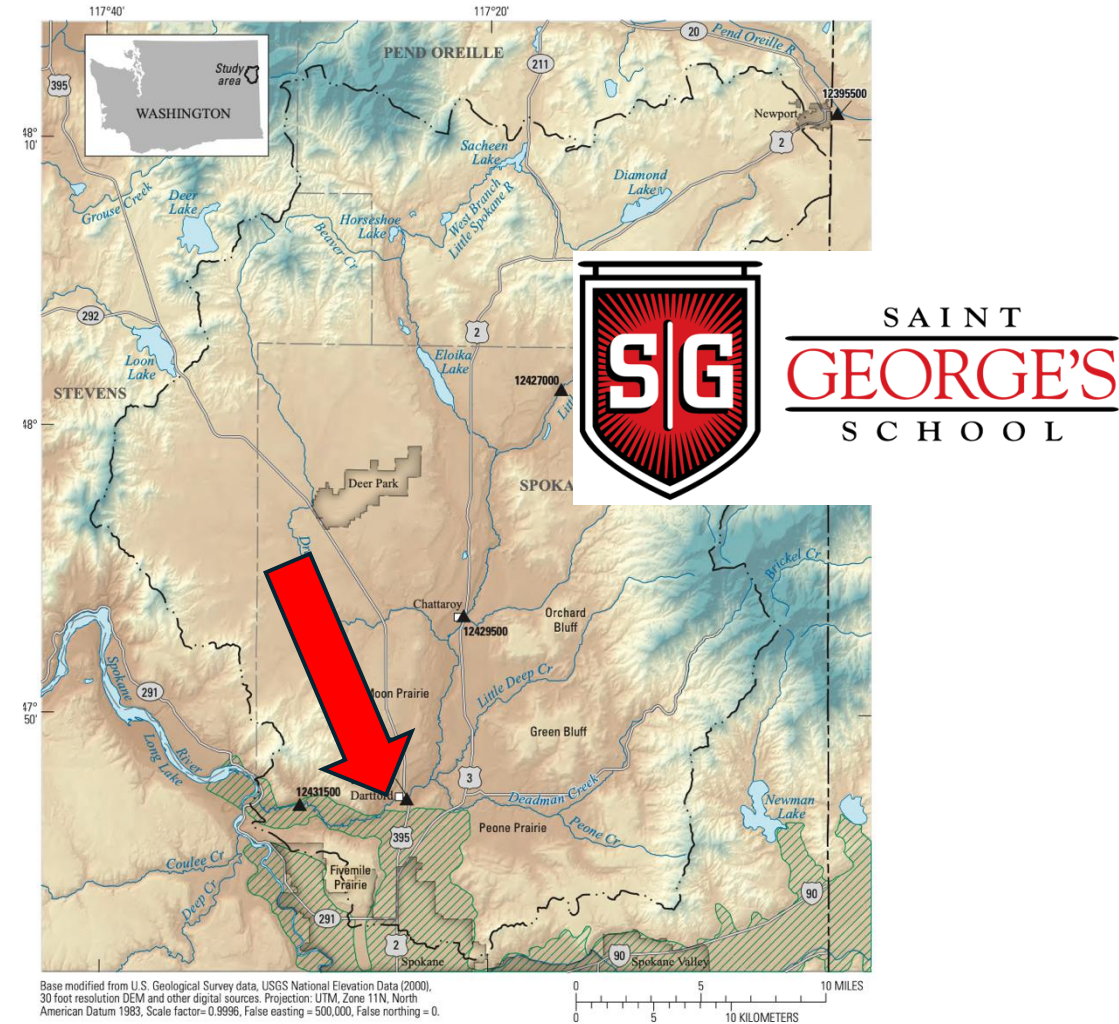 117°40'
117°20'
48°
10'
48°
47°
50'
Study
area
WASHINGTON
PEND OREILLE
20
Pend Oreille R
211
395
12395500
Newport
2
Sacheen
Lake
Diamond
Lake
Grouse Creek
Deer
Lake
West Branch
Little Spokane R
Horseshoe
Lake
Beaver Cr
292
2
Loon
Lake
Eloika
Lake
STEVENS
12427000
SG
SAINT
GEORGE'S
SCHOOL
Deer Park
SPOKA
Chattaroy
12429500
Orchard
Bluff
Brickel Cr
Little Deep Cr
Spokane
River
Long Lake
291
Moon Prairie
Green Bluff
3
12431500
Dartford
Deadman Creek
Newman
Lake
Peone Prairie
Peone Cr
395
Coulee Cr
Deep Cr
Fivemile
Prairie
291
2
Spokane
90
Spokane Valley
90
Base modified from U.S. Geological Survey data, USGS National Elevation Data (2000),
30 foot resolution DEM and other digital sources. Projection: UTM, Zone 11N, North
American Datum 1983, Scale factor= 0.9996, False easting = 500,000, False northing = 0.
0 5 10 MILES
0 5 10 KILOMETERS